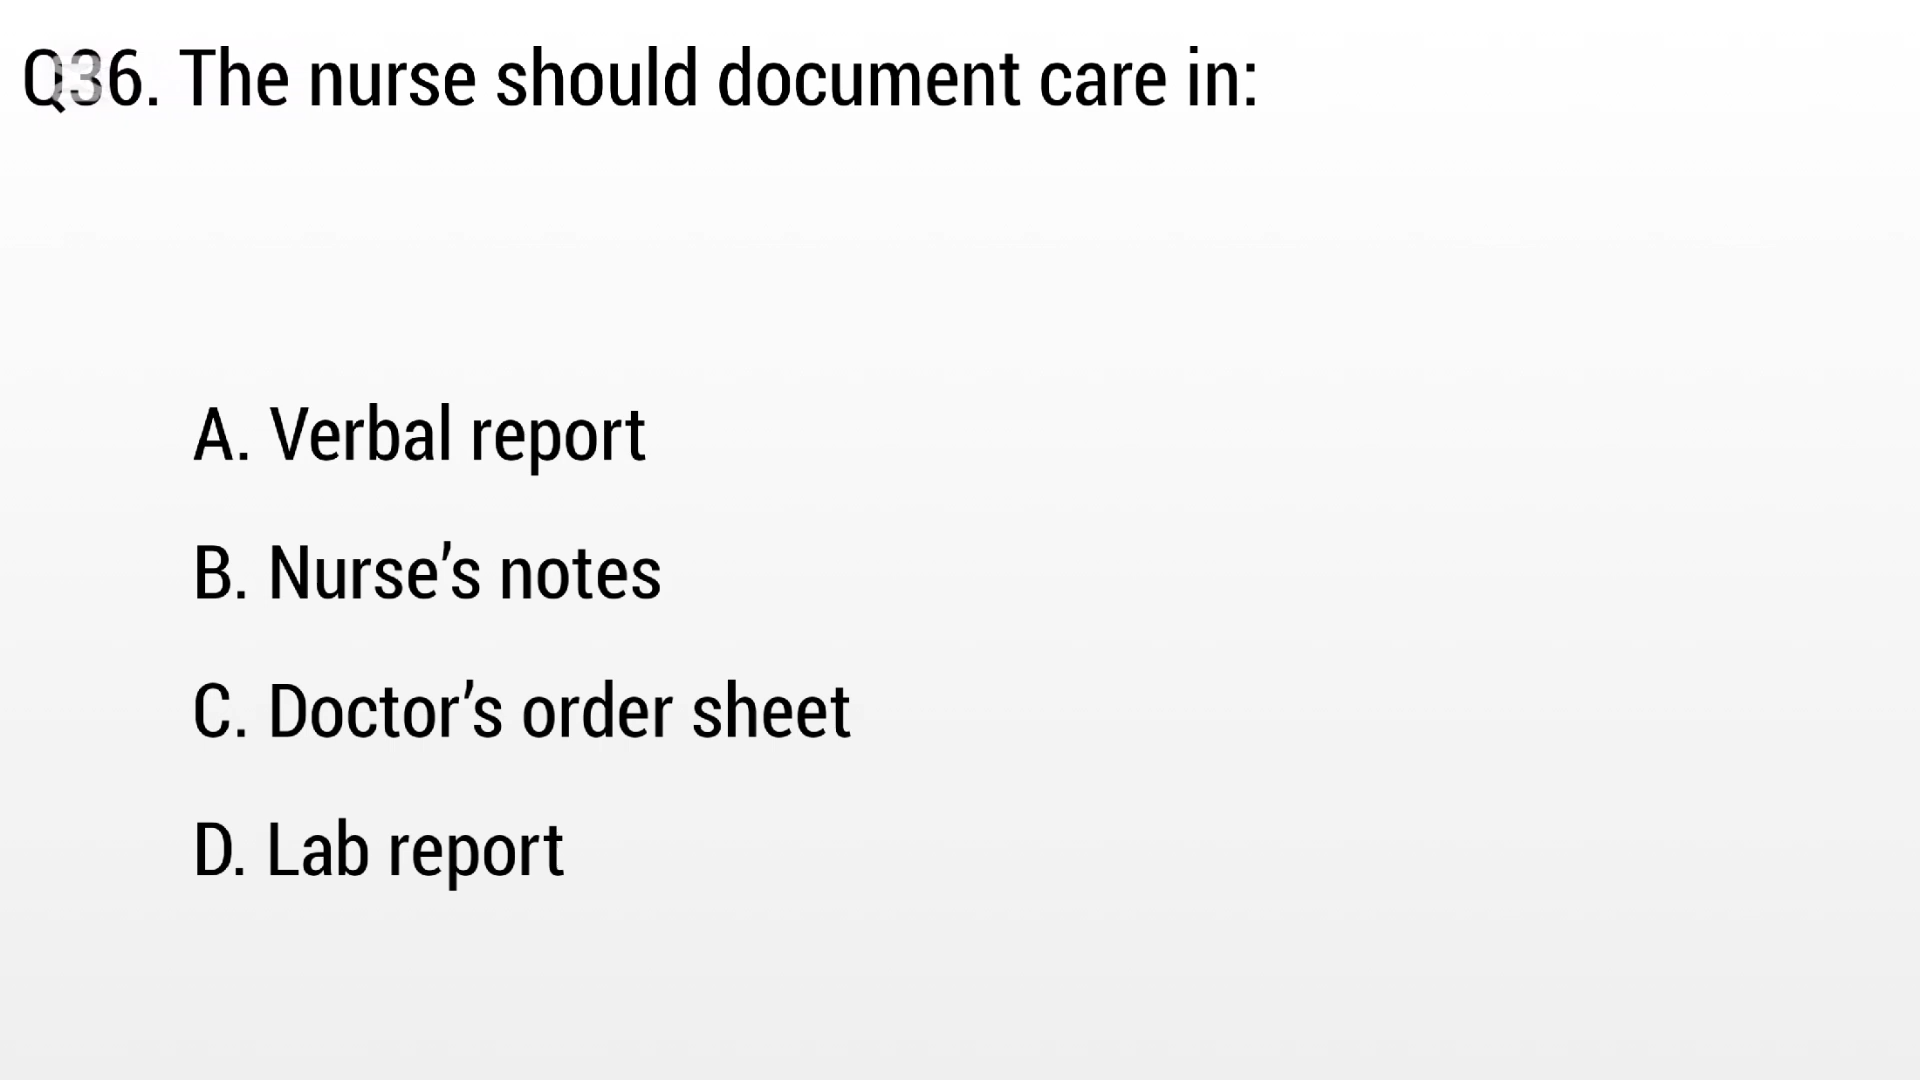 Q36. The nurse should document care in:
A. Verbal report
B. Nurse’s notes
C. Doctor’s order sheet
D. Lab report